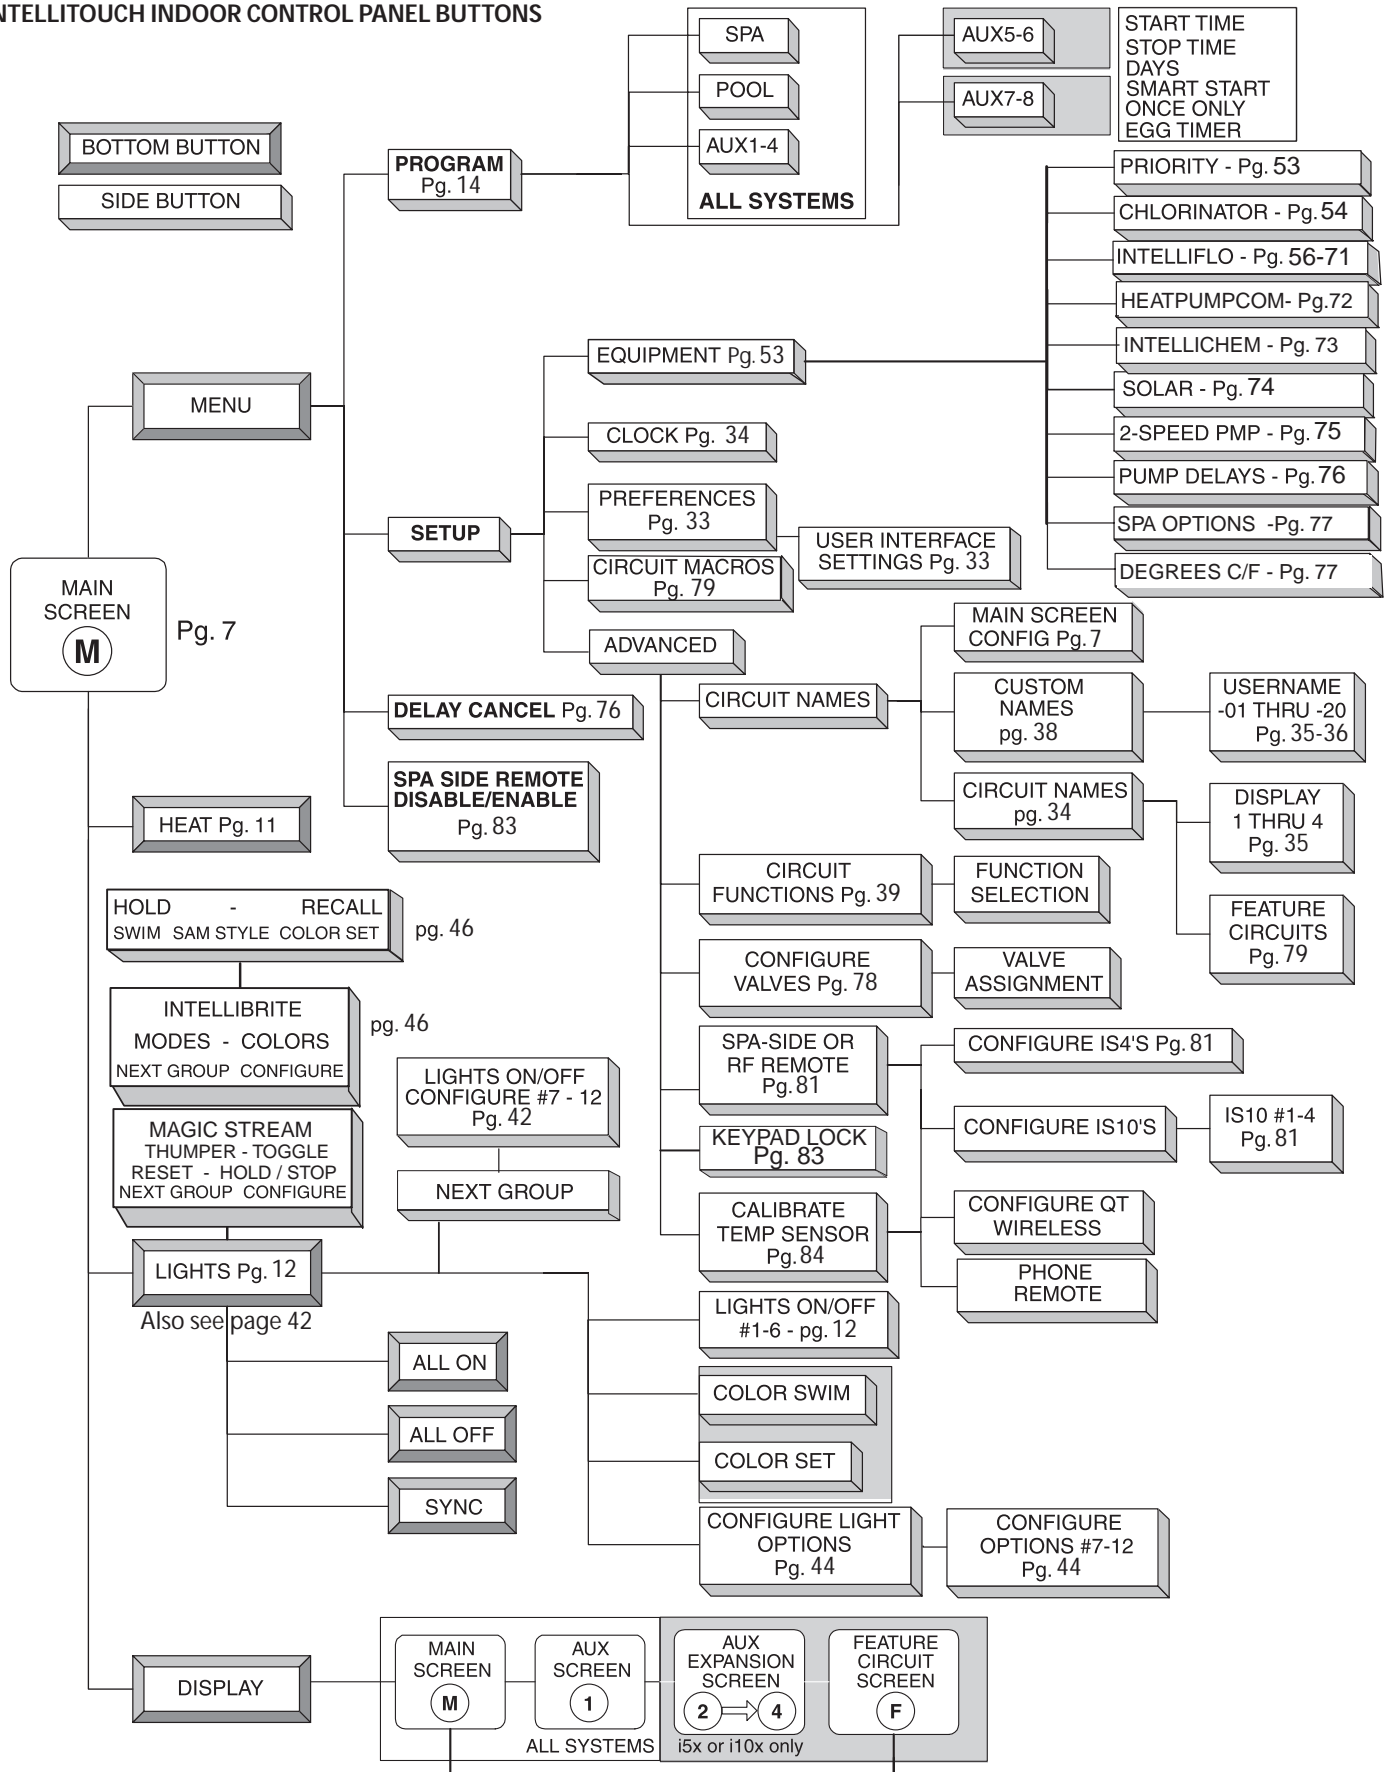 NTELLITOUCH INDOOR CONTROL PANEL BUTTONS
BOTTOM BUTTON
SIDE BUTTON
PROGRAM
Pg. 14
SPA
POOL
AUX1-4
ALL SYSTEMS
AUX5-6
AUX7-8
START TIME
STOP TIME
DAYS
SMART START
ONCE ONLY
EGG TIMER
PRIORITY - Pg. 53
CHLORINATOR - Pg. 54
INTELLIFLO - Pg. 56-71
HEATPUMPCOM- Pg.72
INTELLICHEM - Pg. 73
SOLAR - Pg. 74
2-SPEED PMP - Pg. 75
PUMP DELAYS - Pg. 76
SPA OPTIONS -Pg. 77
DEGREES C/F - Pg. 77
MENU
EQUIPMENT Pg. 53
CLOCK Pg. 34
PREFERENCES
Pg. 33
USER INTERFACE
SETTINGS Pg. 33
CIRCUIT MACROS
Pg. 79
SETUP
ADVANCED
MAIN
SCREEN
M
Pg. 7
DELAY CANCEL Pg. 76
SPA SIDE REMOTE
DISABLE/ENABLE
Pg. 83
CIRCUIT NAMES
MAIN SCREEN
CONFIG Pg. 7
CUSTOM
NAMES
pg. 38
USERNAME
-01 THRU -20
Pg. 35-36
CIRCUIT NAMES
pg. 34
DISPLAY
1 THRU 4
Pg. 35
FEATURE
CIRCUITS
Pg. 79
CIRCUIT
FUNCTIONS Pg. 39
FUNCTION
SELECTION
CONFIGURE
VALVES Pg. 78
VALVE
ASSIGNMENT
SPA-SIDE OR
RF REMOTE
Pg. 81
CONFIGURE IS4'S Pg. 81
CONFIGURE IS10'S
IS10 #1-4
Pg. 81
KEYPAD LOCK
Pg. 83
CALIBRATE
TEMP SENSOR
Pg. 84
CONFIGURE QT
WIRELESS
PHONE
REMOTE
HEAT Pg. 11
HOLD - RECALL
SWIM SAM STYLE COLOR SET
pg. 46
INTELLIBRITE
MODES - COLORS
NEXT GROUP CONFIGURE
pg. 46
MAGIC STREAM
THUMPER - TOGGLE
RESET - HOLD / STOP
NEXT GROUP CONFIGURE
LIGHTS ON/OFF
CONFIGURE #7 - 12
Pg. 42
NEXT GROUP
LIGHTS Pg. 12
Also see page 42
ALL ON
ALL OFF
SYNC
LIGHTS ON/OFF
#1-6 - pg. 12
COLOR SWIM
COLOR SET
CONFIGURE LIGHT
OPTIONS
Pg. 44
CONFIGURE
OPTIONS #7-12
Pg. 44
DISPLAY
MAIN
SCREEN
M
AUX
SCREEN
1
ALL SYSTEMS
AUX
EXPANSION
SCREEN
2 4
i5x or i10x only
FEATURE
CIRCUIT
SCREEN
F